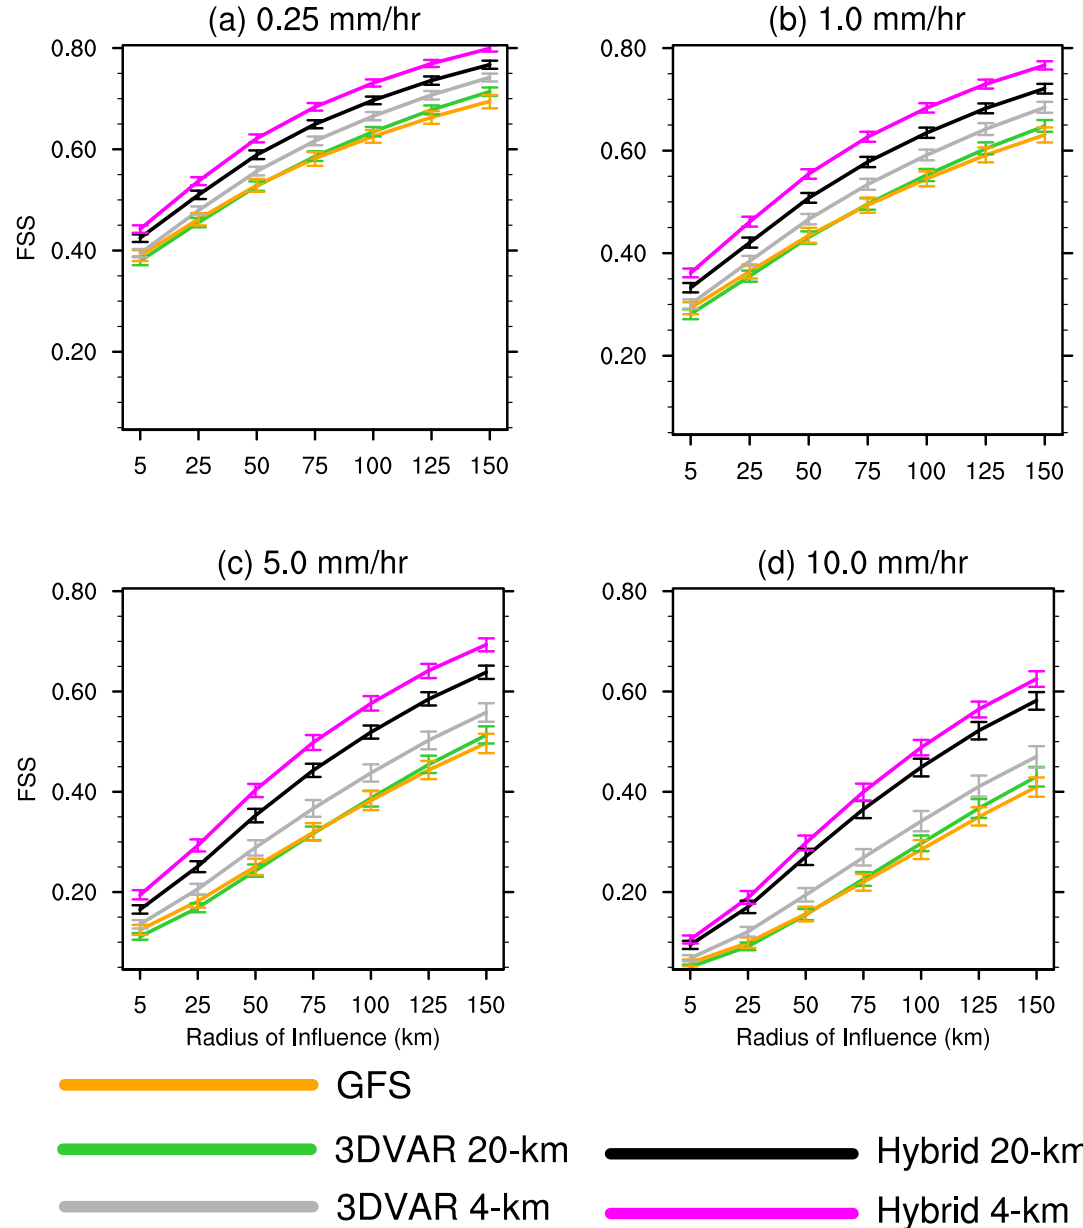 (a) 0.25 mm/hr
(b) 1.0 mm/hr
0.80
0.60
0.40
0.20
FSS
5 25 50 75 100 125 150
0.80
0.60
0.40
0.20
5 25 50 75 100 125 150
(c) 5.0 mm/hr
(d) 10.0 mm/hr
0.80
0.60
0.40
0.20
FSS
5 25 50 75 100 125 150
Radius of Influence (km)
0.80
0.60
0.40
0.20
5 25 50 75 100 125 150
Radius of Influence (km)
GFS
3DVAR 20-km
Hybrid 20-km
3DVAR 4-km
Hybrid 4-km